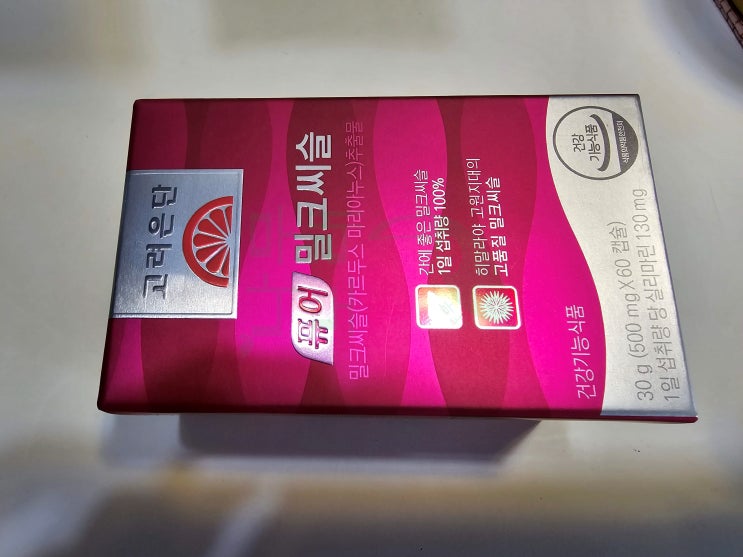 고려은단
퓨어 밀크씨슬
밀크씨슬(카르두스 마리아누스)추출물
간에 좋은 밀크씨슬
1일 섭취량 100%
히말라야 고원지대의
고품질 밀크씨슬
건강기능식품
건강
기능식품
식품의약품안전처
30 g (500 mg X 60 캡슐)
1일 섭취량 당 실리마린 130 mg